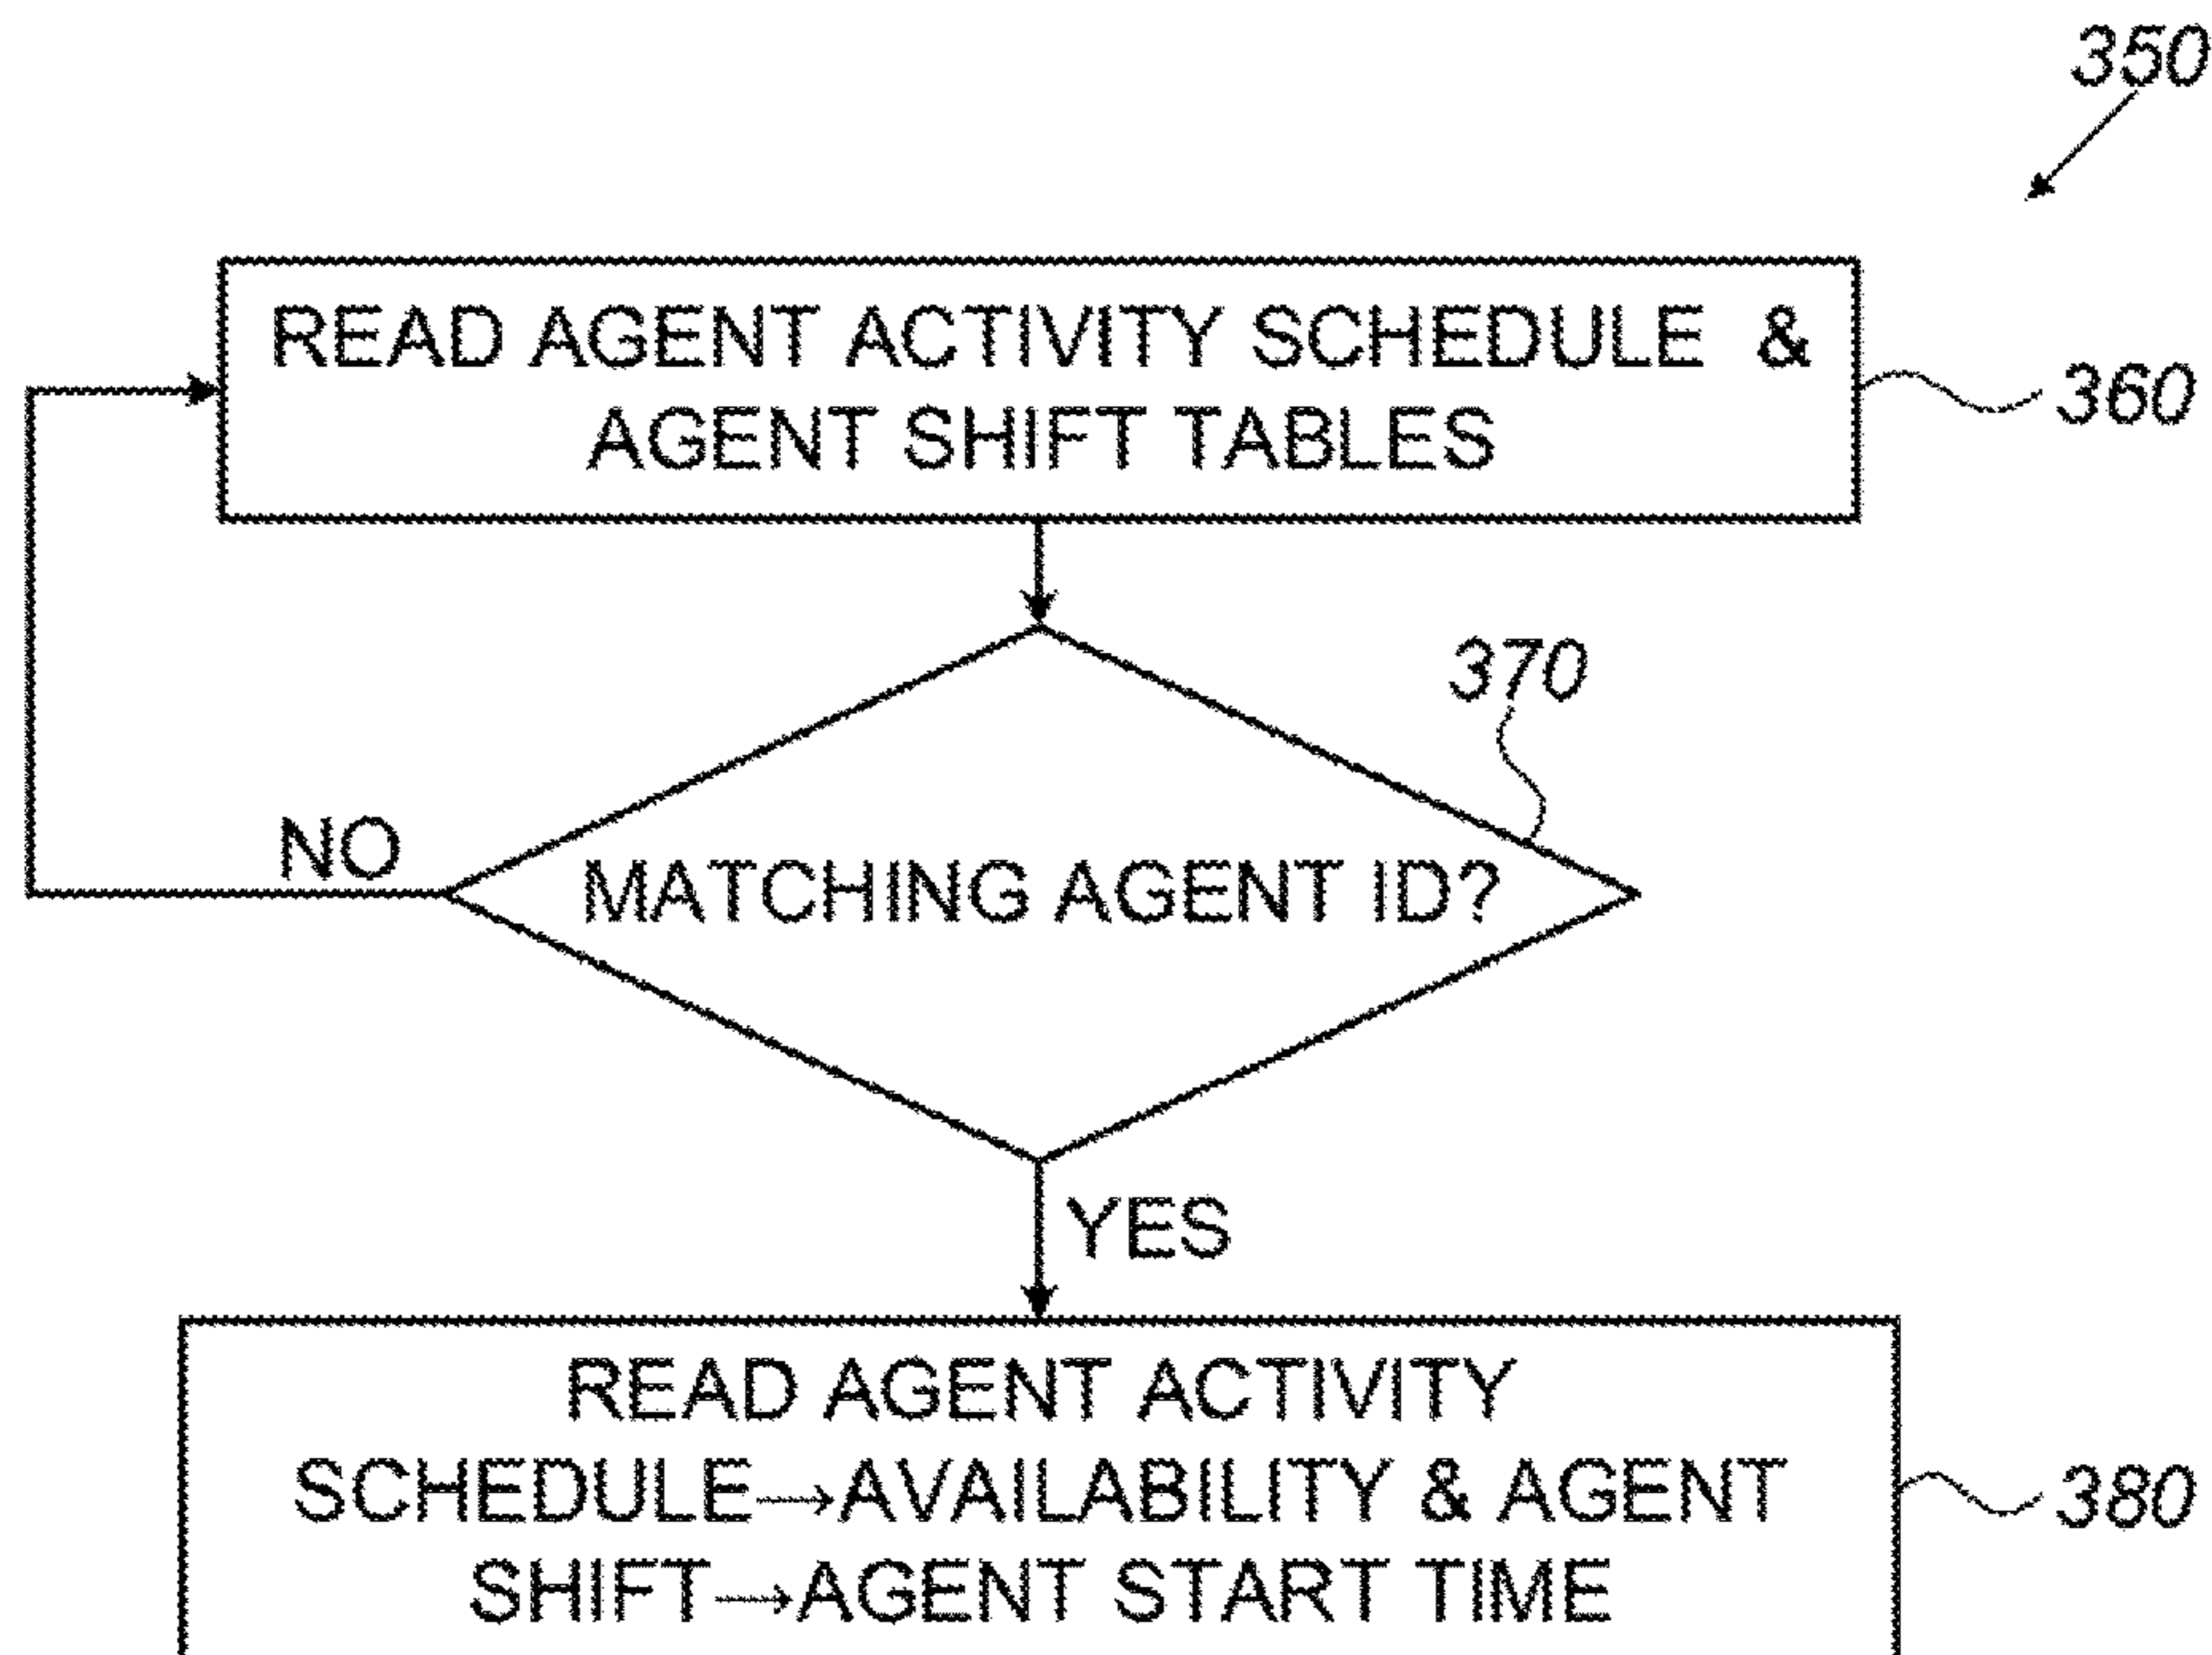 350
READ AGENT ACTIVITY SCHEDULE &
AGENT SHIFT TABLES
360
370
NO
MATCHING AGENT ID?
YES
READ AGENT ACTIVITY
SCHEDULE→AVAILABILITY & AGENT
SHIFT→AGENT START TIME
380